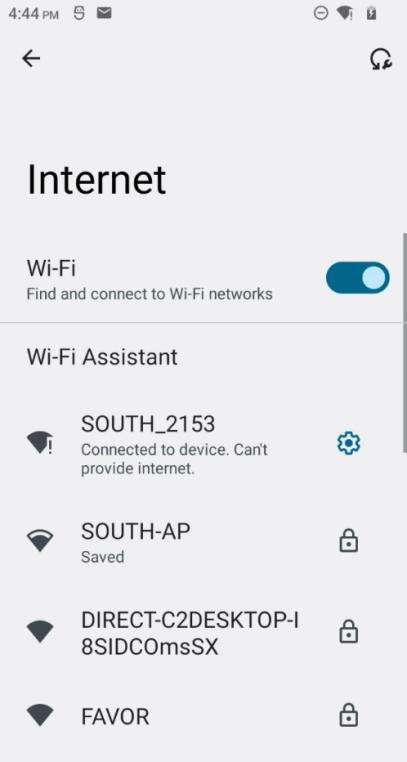 4:44 PM
Internet
Wi-Fi
Find and connect to Wi-Fi networks
Wi-Fi Assistant
SOUTH_2153
Connected to device. Can't
provide internet.
SOUTH-AP
Saved
DIRECT-C2DESKTOP-I
8SIDCOmsSX
FAVOR